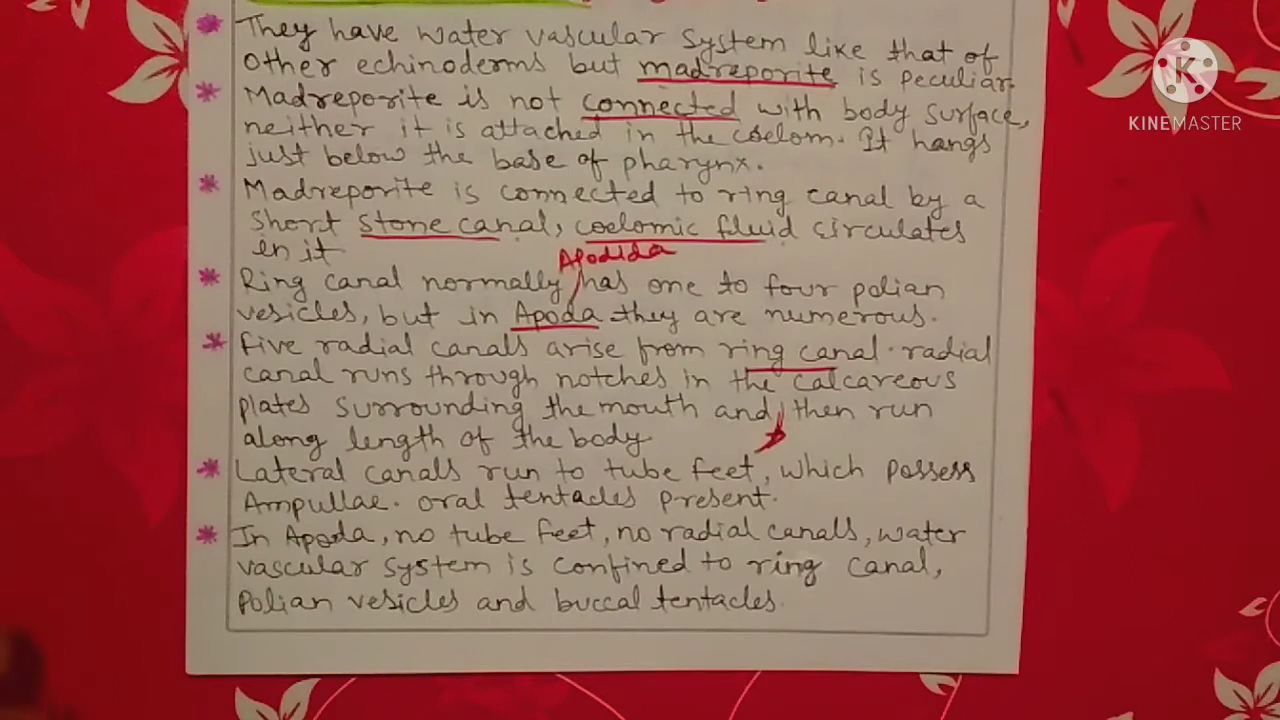 They have water vascular system like that of
other echinoderms but madreporite is peculiar.
Madreporite is not connected with body surface,
neither it is attached in the coelom. It hangs
just below the base of pharynx.
Madreporite is connected to ring canal by a
short stone canal, coelomic fluid circulates
in it
Apodida
Ring canal normally has one to four polian
vesicles, but in Apoda they are numerous.
Five radial canals arise from ring canal. radial
canal runs through notches in the calcareous
plates surrounding the mouth and then run
along length of the body.
Lateral canals run to tube feet, which possess
Ampullae. oral tentacles present.
In Apoda, no tube feet, no radial canals, water
vascular system is confined to ring canal,
Polian vesicles and buccal tentacles.
K
KINEMASTER